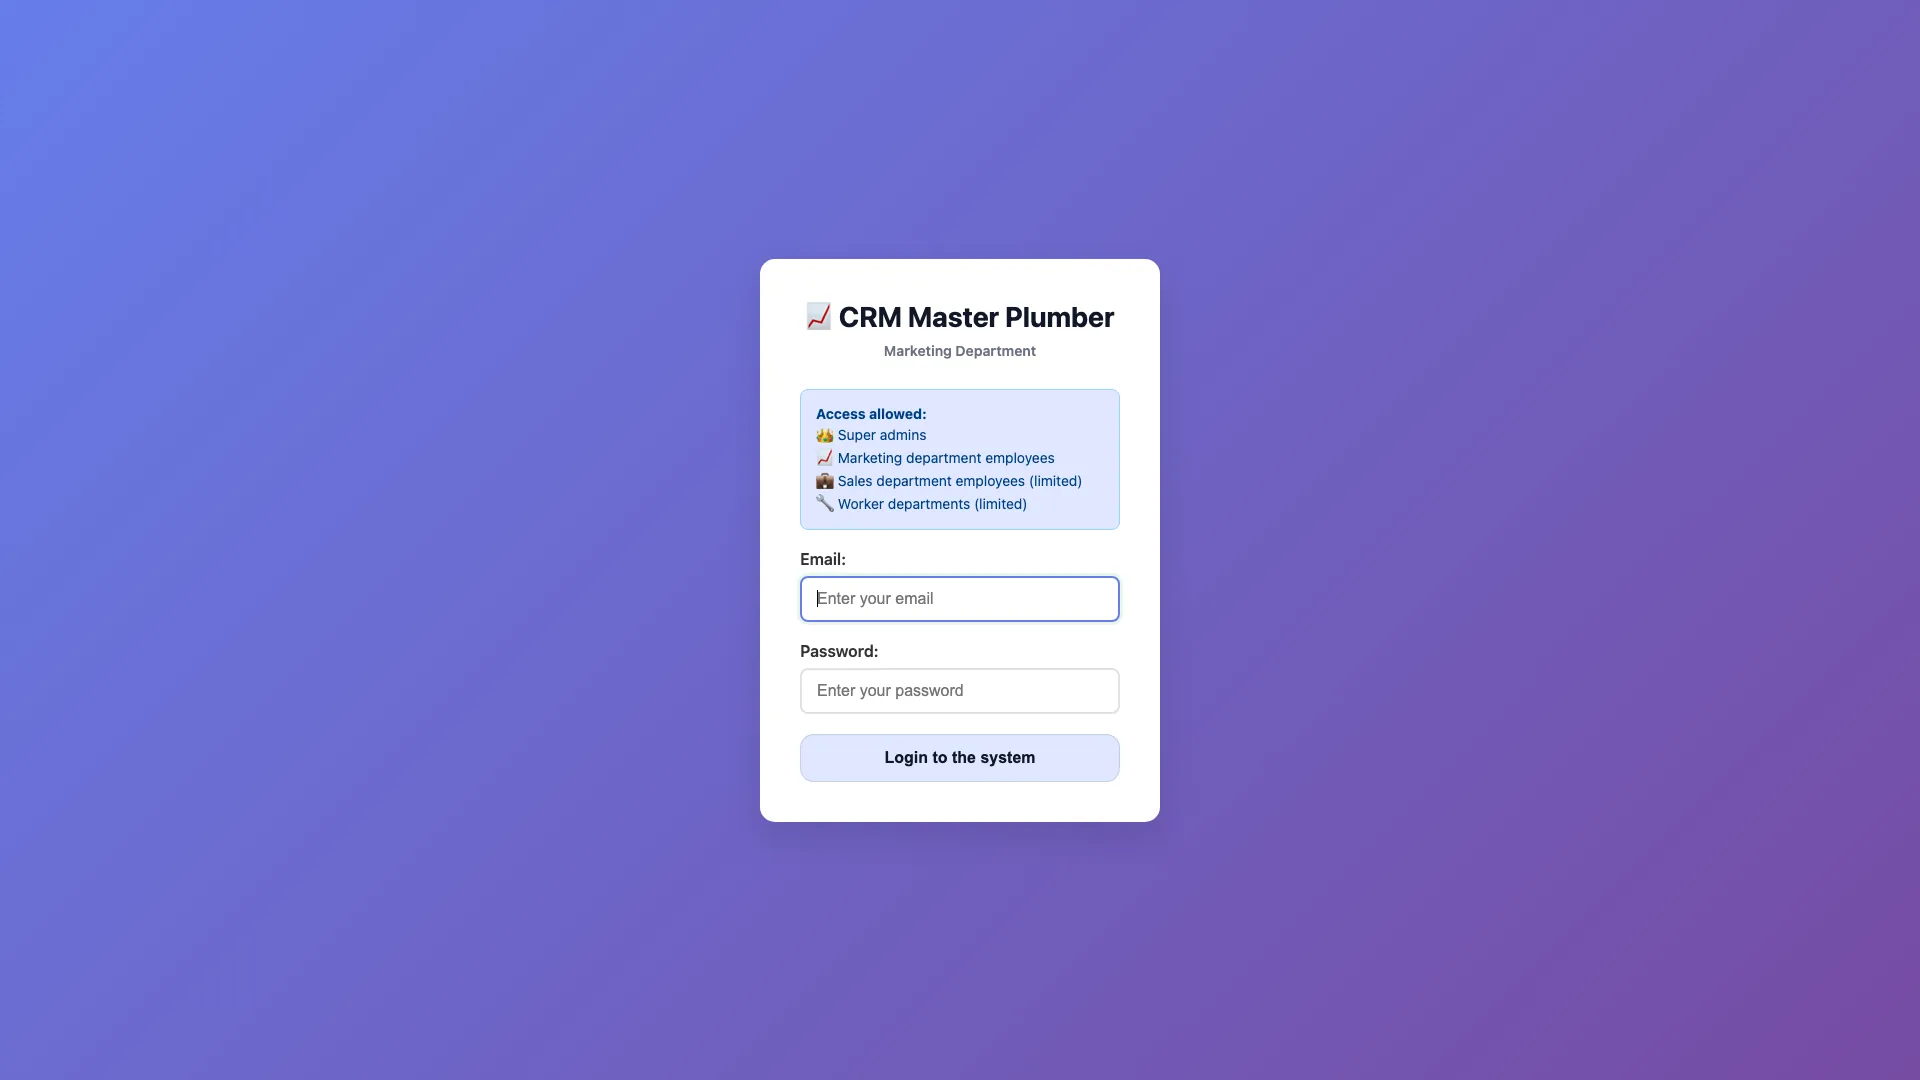 CRM Master Plumber
Marketing Department
Access allowed:
Super admins
Marketing department employees
Sales department employees (limited)
Worker departments (limited)
Email:
Enter your email
Password:
Enter your password
Login to the system